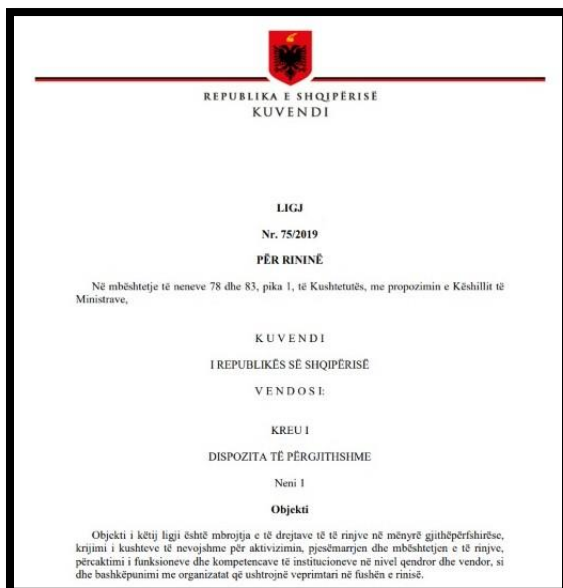 REPUBLIKA E SHQIPËRISË
KUVENDI
LIGJ
Nr. 75/2019
PËR RININË
Në mbështetje të neneve 78 dhe 83, pika 1, të Kushtetutës, me propozimin e Këshillit të
Ministrave,
K U V E N D I
I REPUBLIKËS SË SHQIPËRISË
V E N D O S I:
KREU I
DISPOZITA TË PËRGJITHSHME
Neni 1
Objekti
Objekti i këtij ligji është mbrojtja e të drejtave të të rinjve në mënyrë gjithëpërfshirëse,
krijimi i kushteve të nevojshme për aktivizimin, pjesëmarrjen dhe mbështetjen e të rinjve,
përcaktimi i funksioneve dhe kompetencave të institucioneve në nivel qendror dhe vendor, si
dhe bashkëpunimi me organizatat që ushtrojnë veprimtari në fushën e rinisë.